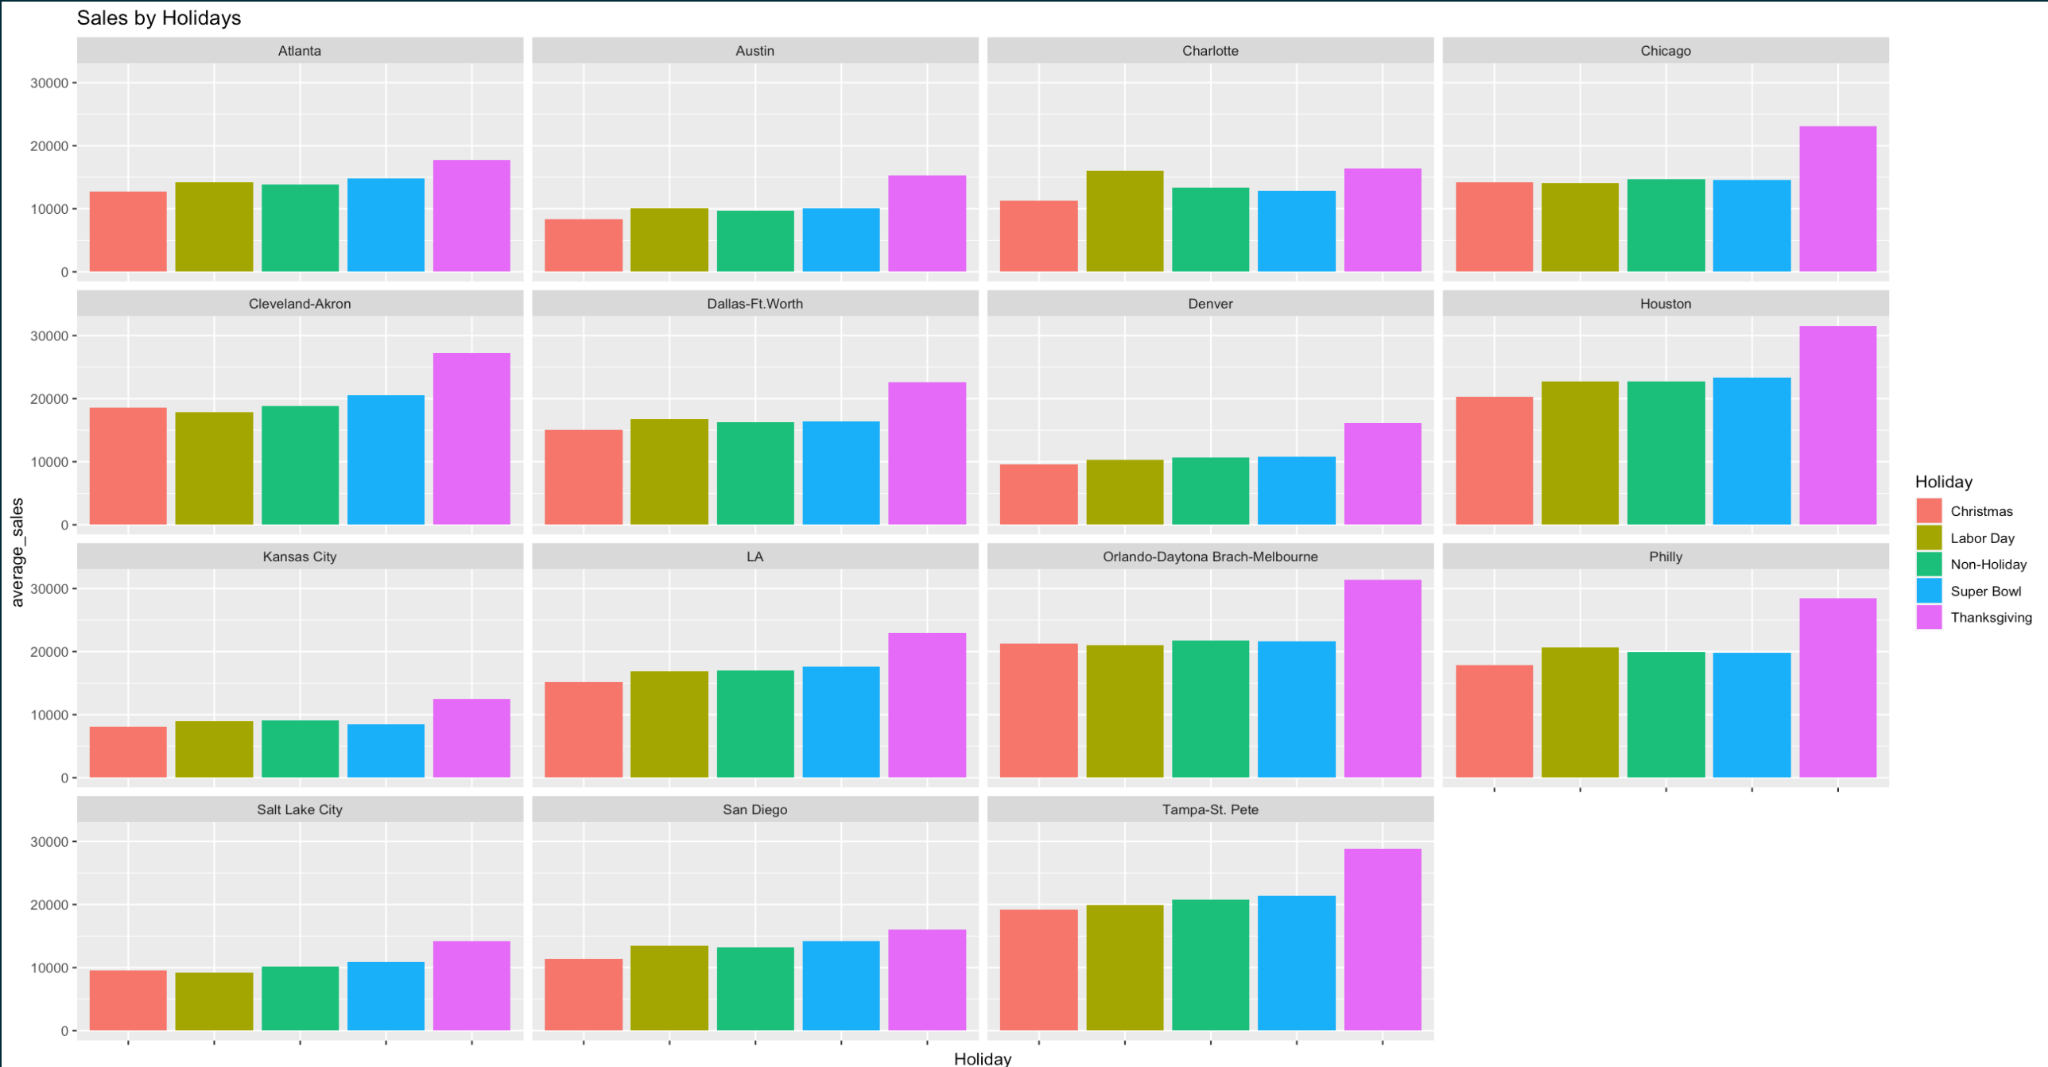 Sales by Holidays
Atlanta
Austin
Charlotte
Chicago
30000
20000
10000
0
Cleveland-Akron
Dallas-Ft.Worth
Denver
Houston
30000
20000
10000
0
Kansas City
LA
Orlando-Daytona Brach-Melbourne
Philly
30000
20000
10000
0
Salt Lake City
San Diego
Tampa-St. Pete
30000
20000
10000
0
average_sales
Holiday
Holiday
Christmas
Labor Day
Non-Holiday
Super Bowl
Thanksgiving